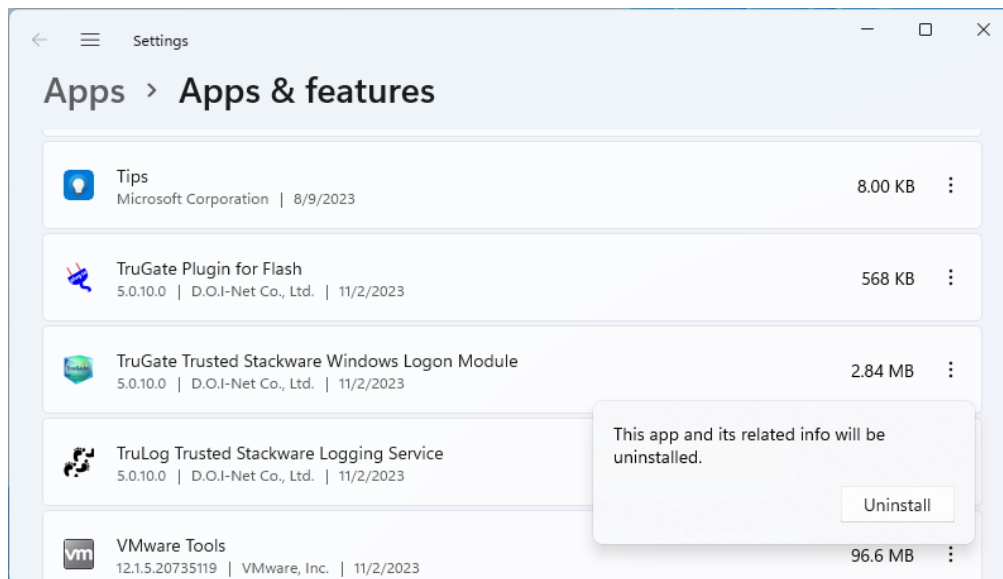 Settings
Apps > Apps & features
Tips
Microsoft Corporation | 8/9/2023
8.00 KB
TruGate Plugin for Flash
5.0.10.0 | D.O.I-Net Co., Ltd. | 11/2/2023
568 KB
TruGate Trusted Stackware Windows Logon Module
5.0.10.0 | D.O.I-Net Co., Ltd. | 11/2/2023
2.84 MB
This app and its related info will be
uninstalled.
Uninstall
TruLog Trusted Stackware Logging Service
5.0.10.0 | D.O.I-Net Co., Ltd. | 11/2/2023
VMware Tools
12.1.5.20735119 | VMware, Inc. | 11/2/2023
96.6 MB
vm